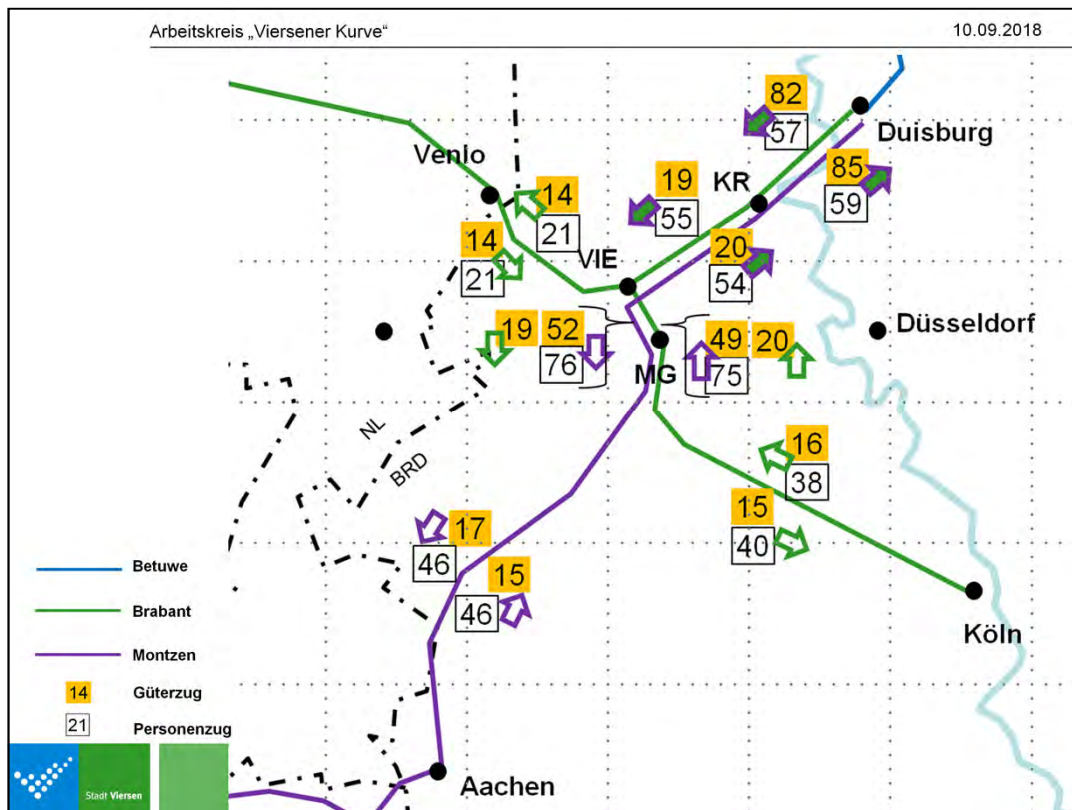 Arbeitskreis „Viersener Kurve“ 10.09.2018
82
57
Duisburg
Venlo
19
55
KR
85
59
14
21
14
21
VIE
20
54
19 52
76
MG
49 20
75
Düsseldorf
NL
BRD
16
38
15
40
17
46
15
46
Köln
Betuwe
Brabant
Montzen
14 Güterzug
21 Personenzug
Stadt Viersen
Aachen